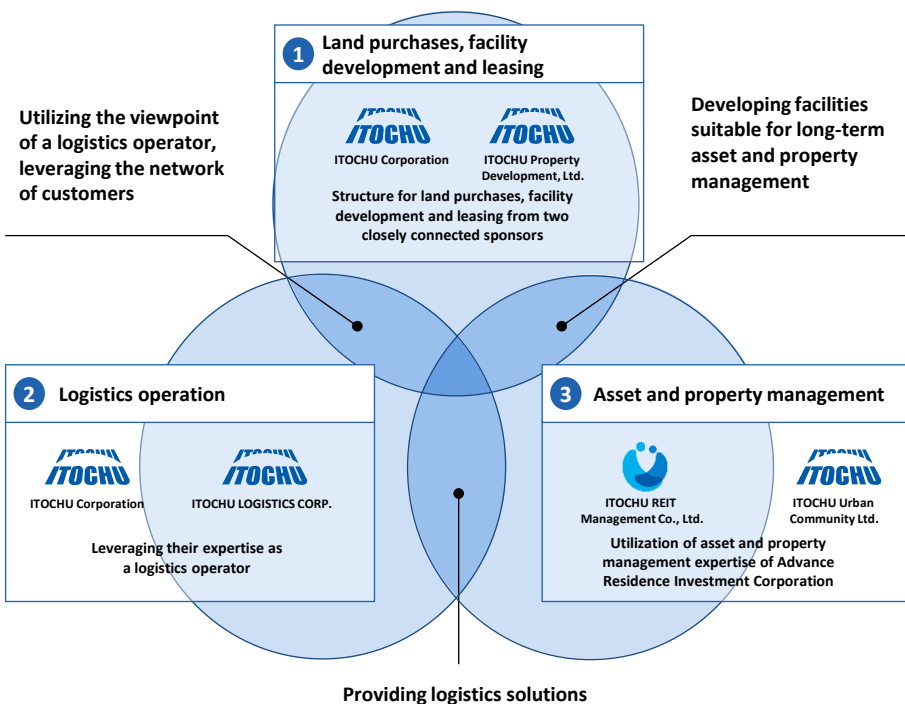 1 Land purchases, facility
development and leasing
ITOCHU ITOCHU
ITOCHU Corporation
ITOCHU
ITOCHU
ITOCHU Property
Development, Ltd.
Structure for land purchases, facility
development and leasing from two
closely connected sponsors
Utilizing the viewpoint
of a logistics operator,
leveraging the network
of customers
Developing facilities
suitable for long-term
asset and property
management
2 Logistics operation
ITOCHU
ITOCHU
ITOCHU Corporation
ITOCHU
ITOCHU
ITOCHU LOGISTICS CORP.
Leveraging their expertise as
a logistics operator
3 Asset and property management
ITOCHU REIT
Management Co., Ltd.
ITOCHU
ITOCHU
ITOCHU Urban
Community Ltd.
Utilization of asset and property
management expertise of Advance
Residence Investment Corporation
Providing logistics solutions